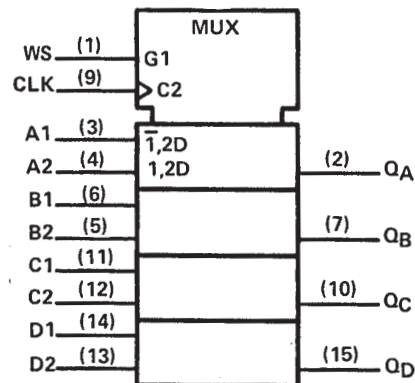 MUX
WS (1) G1
CLK (9) C2
A1 (3) 1̅,2D
A2 (4) 1,2D (2) QA
B1 (6)
B2 (5) (7) QB
C1 (11)
C2 (12) (10) QC
D1 (14)
D2 (13) (15) QD